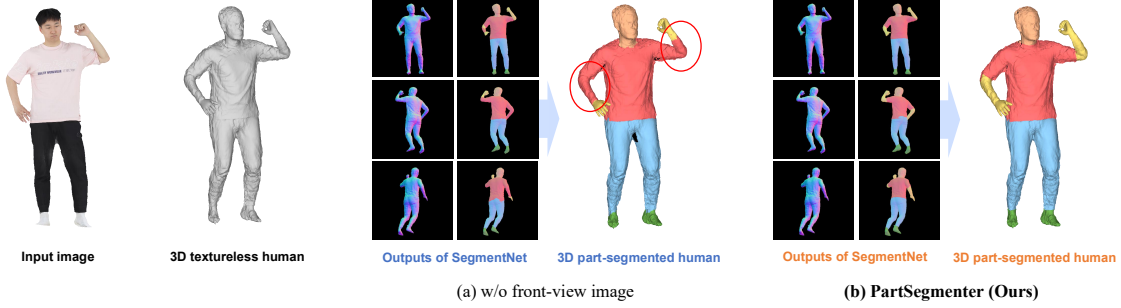 Input image
3D textureless human
Outputs of SegmentNet
3D part-segmented human
Outputs of SegmentNet
3D part-segmented human
(a) w/o front-view image
(b) PartSegmenter (Ours)